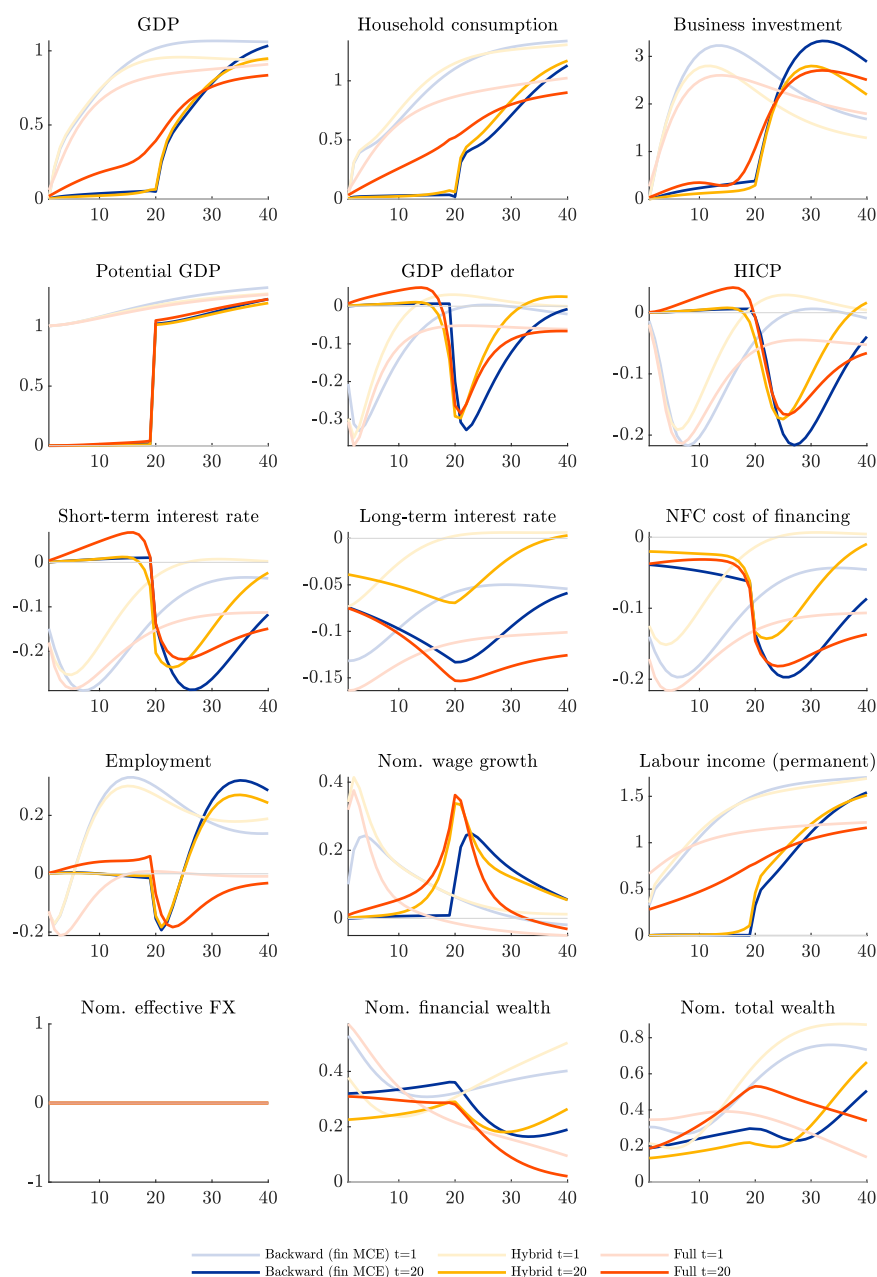 GDP
Household consumption
Business investment
1
0.5
0
10 20 30 40
1
0.5
0
10 20 30 40
3
2
1
0
10 20 30 40
Potential GDP
GDP deflator
HICP
1
0.5
0
10 20 30 40
0
-0.1
-0.2
-0.3
10 20 30 40
0
-0.1
-0.2
10 20 30 40
Short-term interest rate
Long-term interest rate
NFC cost of financing
0
-0.1
-0.2
10 20 30 40
0
-0.05
-0.1
-0.15
10 20 30 40
0
-0.1
-0.2
10 20 30 40
Employment
Nom. wage growth
Labour income (permanent)
0.2
0
-0.2
10 20 30 40
0.4
0.2
0
10 20 30 40
1.5
1
0.5
0
10 20 30 40
Nom. effective FX
Nom. financial wealth
Nom. total wealth
1
0
-1
10 20 30 40
0.4
0.2
0
10 20 30 40
0.8
0.6
0.4
0.2
0
10 20 30 40
Backward (fin MCE) t=1 Hybrid t=1 Full t=1
Backward (fin MCE) t=20 Hybrid t=20 Full t=20